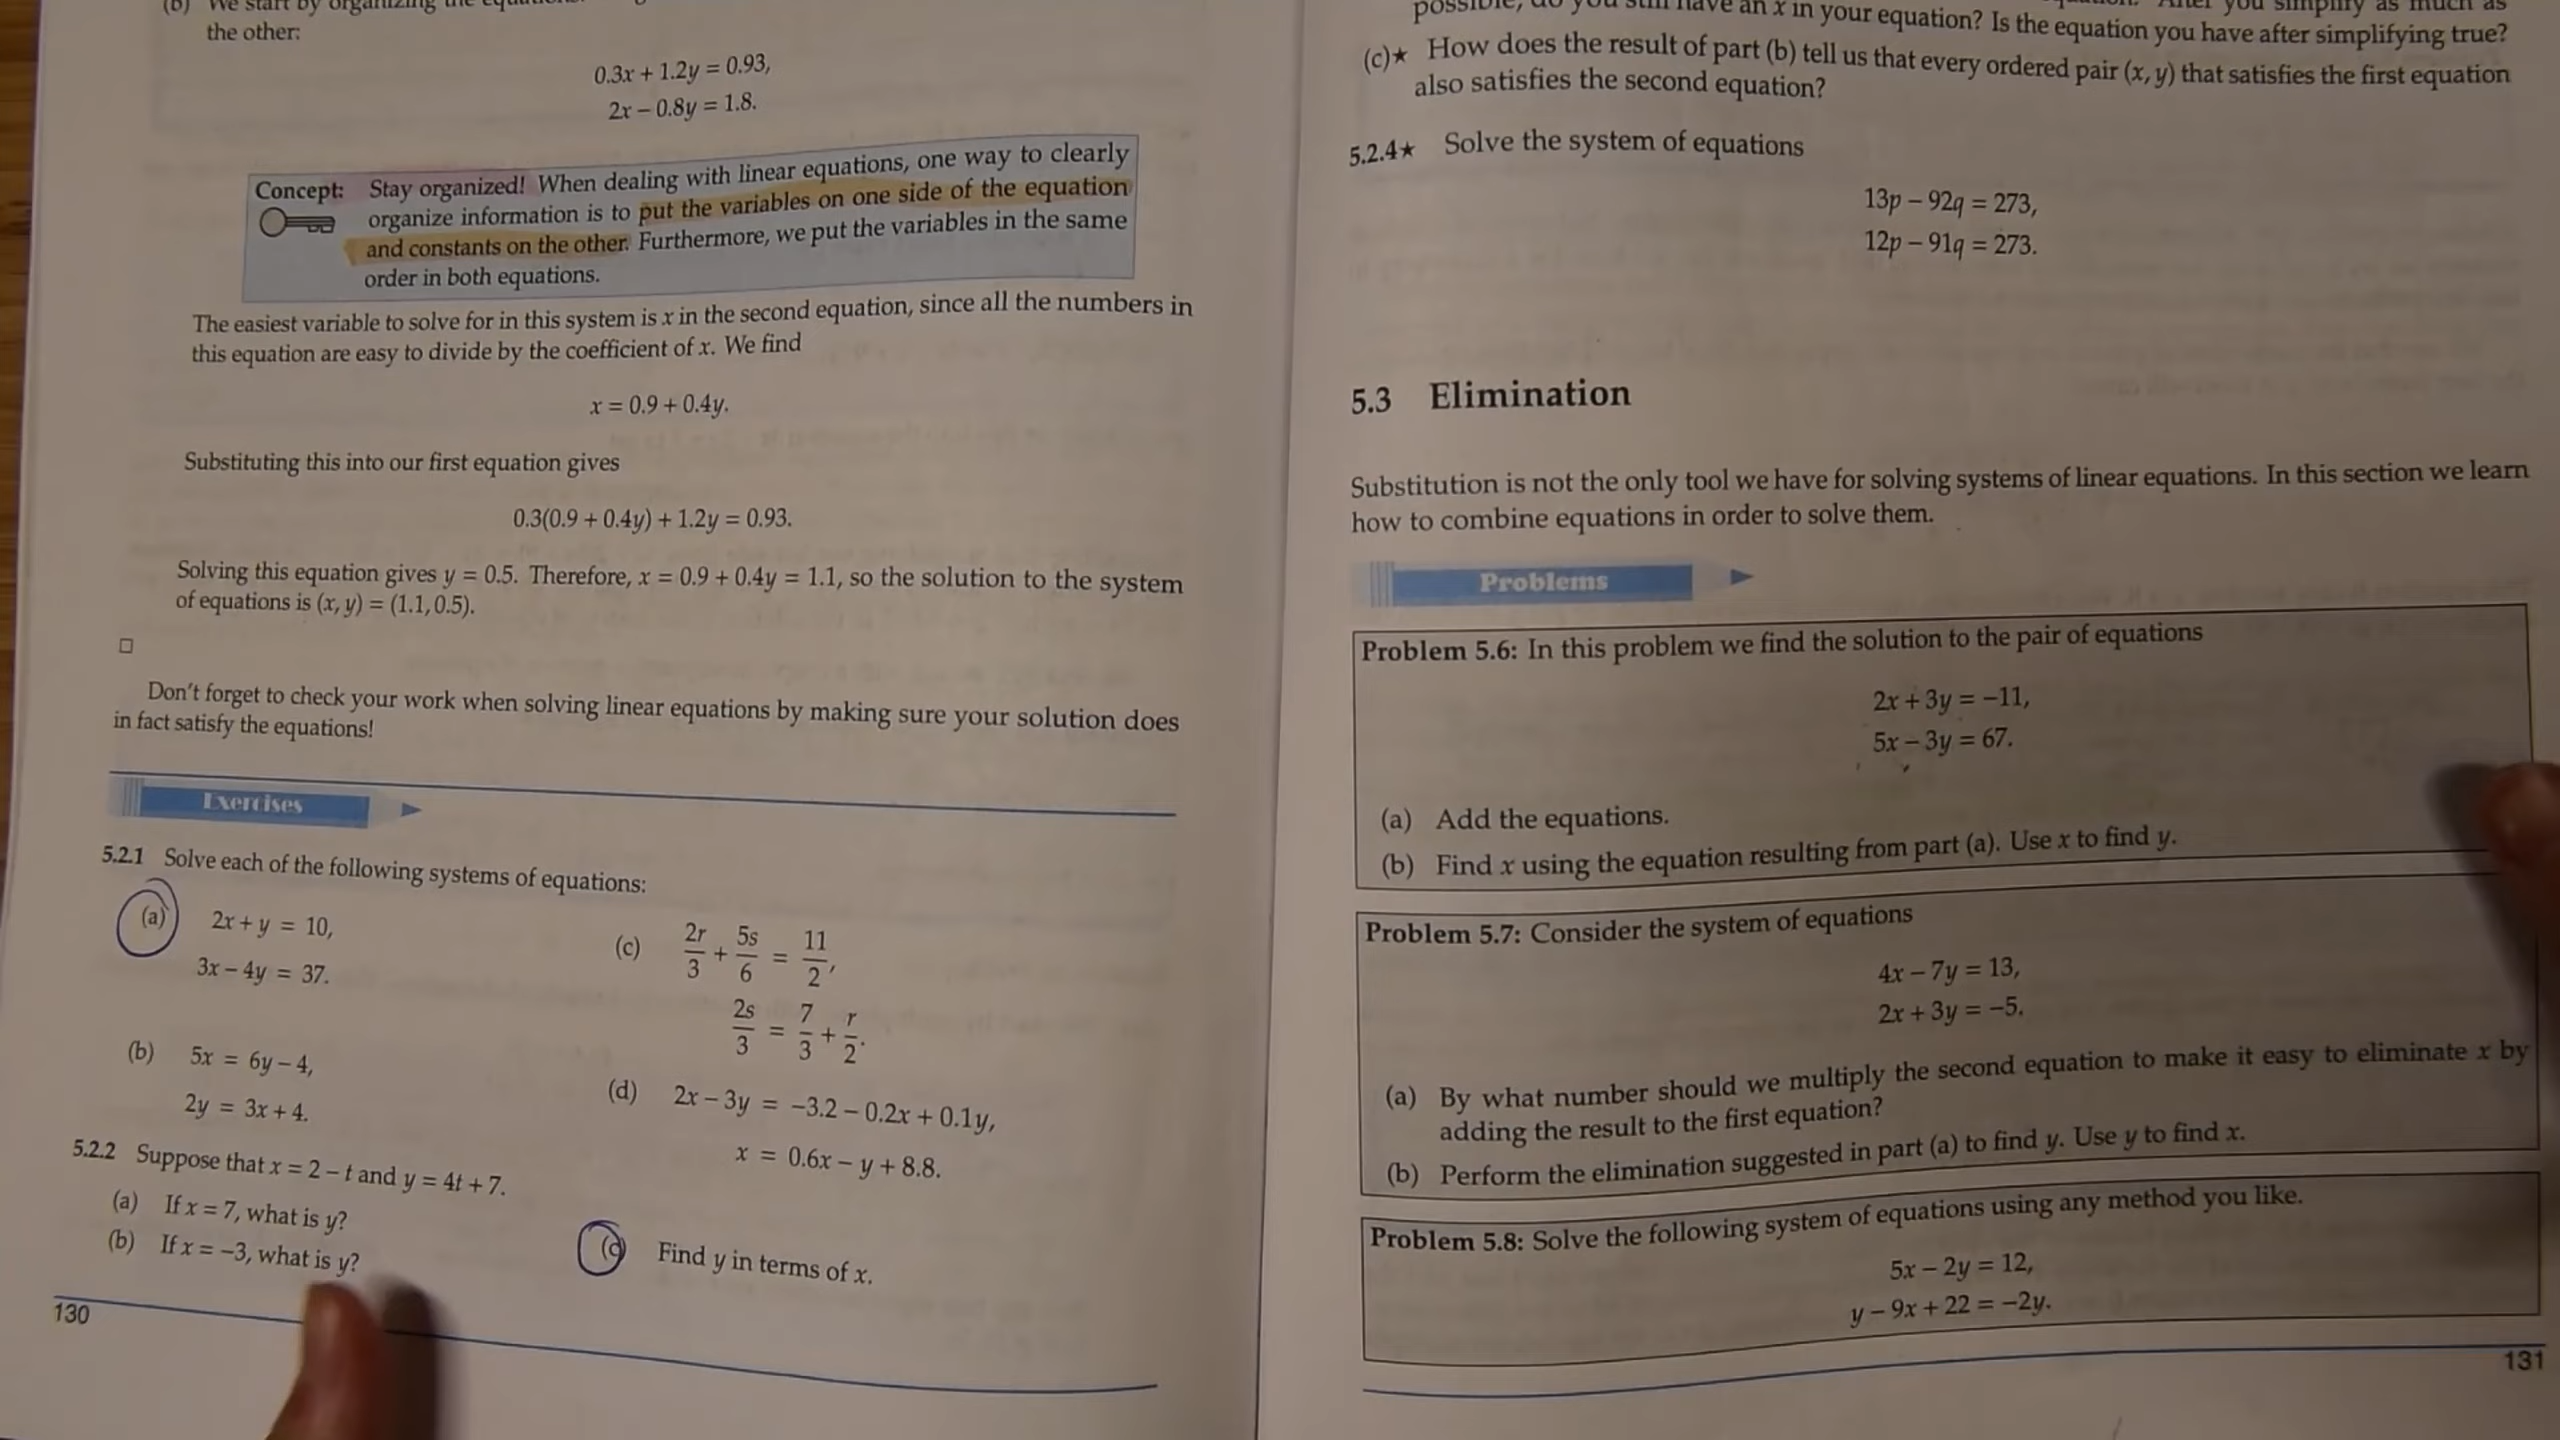 (b) We start by organizing the
the other:
0.3x + 1.2y = 0.93,
2x – 0.8y = 1.8.
Concept: Stay organized! When dealing with linear equations, one way to clearly
organize information is to put the variables on one side of the equation
and constants on the other. Furthermore, we put the variables in the same
order in both equations.
The easiest variable to solve for in this system is x in the second equation, since all the numbers in
this equation are easy to divide by the coefficient of x. We find
x = 0.9 + 0.4y.
Substituting this into our first equation gives
0.3(0.9 + 0.4y) + 1.2y = 0.93.
Solving this equation gives y = 0.5. Therefore, x = 0.9 + 0.4y = 1.1, so the solution to the system
of equations is (x, y) = (1.1, 0.5).
□
Don't forget to check your work when solving linear equations by making sure your solution does
in fact satisfy the equations!
Exercises
5.2.1 Solve each of the following systems of equations:
(a) 2x + y = 10,
3x – 4y = 37.
(b) 5x = 6y – 4,
2y = 3x + 4.
(c) 2r/3 + 5s/6 = 11/2,
2s/3 = 7/3 + r/2.
(d) 2x – 3y = –3.2 – 0.2x + 0.1y,
x = 0.6x – y + 8.8.
5.2.2 Suppose that x = 2 – t and y = 4t + 7.
(a) If x = 7, what is y?
(b) If x = –3, what is y?
(c) Find y in terms of x.
130
possible, do you still have an x in your equation? Is the equation you have after simplifying true?
(c)★ How does the result of part (b) tell us that every ordered pair (x, y) that satisfies the first equation
also satisfies the second equation?
5.2.4★ Solve the system of equations
13p – 92q = 273,
12p – 91q = 273.
5.3 Elimination
Substitution is not the only tool we have for solving systems of linear equations. In this section we learn
how to combine equations in order to solve them.
Problems
Problem 5.6: In this problem we find the solution to the pair of equations
2x + 3y = –11,
5x – 3y = 67.
(a) Add the equations.
(b) Find x using the equation resulting from part (a). Use x to find y.
Problem 5.7: Consider the system of equations
4x – 7y = 13,
2x + 3y = –5.
(a) By what number should we multiply the second equation to make it easy to eliminate x by
adding the result to the first equation?
(b) Perform the elimination suggested in part (a) to find y. Use y to find x.
Problem 5.8: Solve the following system of equations using any method you like.
5x – 2y = 12,
y – 9x + 22 = –2y.
131